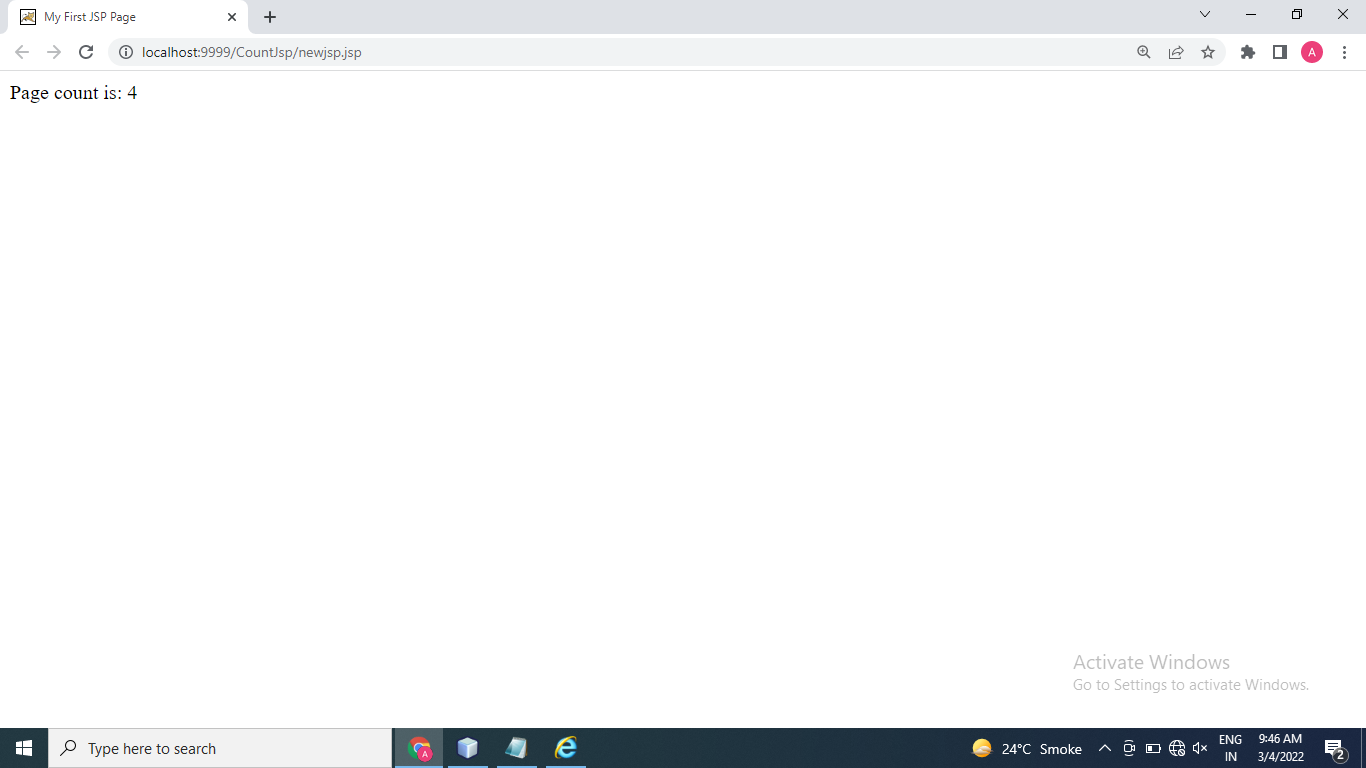 My First JSP Page
localhost:9999/CountJsp/newjsp.jsp
A
Page count is: 4
Activate Windows
Go to Settings to activate Windows.
Type here to search
A
24°C Smoke
ENG
IN
9:46 AM
3/4/2022
2